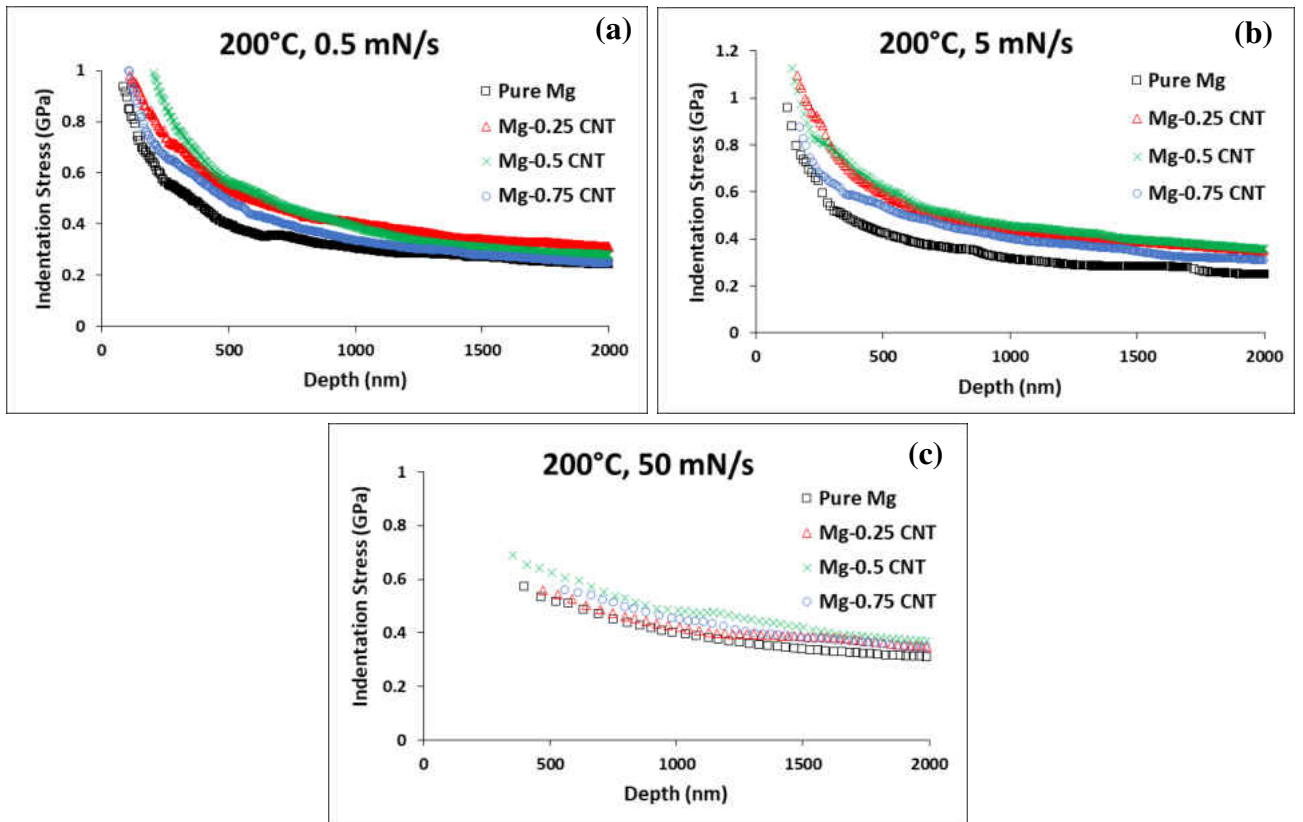 (a)
200°C, 0.5 mN/s
1
0.8
0.6
0.4
0.2
0
Indentation Stress (GPa)
Pure Mg
Mg-0.25 CNT
Mg-0.5 CNT
Mg-0.75 CNT
0 500 1000 1500 2000
Depth (nm)
(b)
200°C, 5 mN/s
1.2
1
0.8
0.6
0.4
0.2
0
Indentation Stress (GPa)
Pure Mg
Mg-0.25 CNT
Mg-0.5 CNT
Mg-0.75 CNT
0 500 1000 1500 2000
Depth (nm)
(c)
200°C, 50 mN/s
1
0.8
0.6
0.4
0.2
0
Indentation Stress (GPa)
Pure Mg
Mg-0.25 CNT
Mg-0.5 CNT
Mg-0.75 CNT
0 500 1000 1500 2000
Depth (nm)